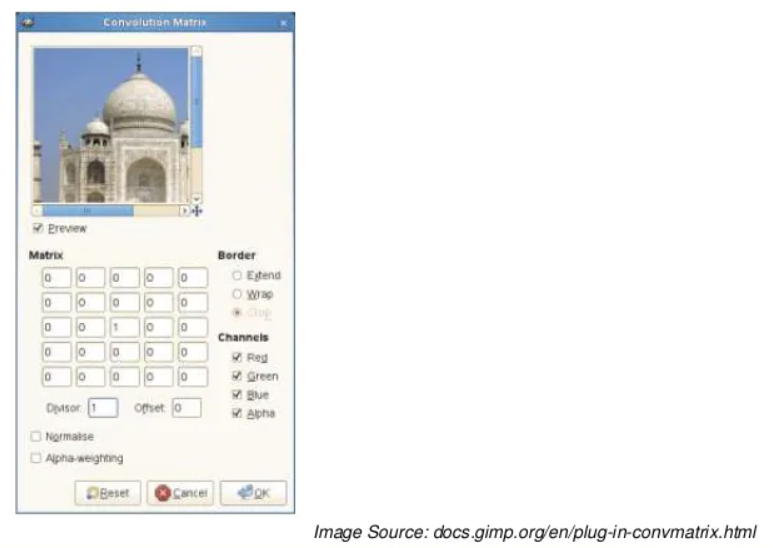 Convolution Matrix
Preview
Matrix
0 0 0 0 0
0 0 0 0 0
0 0 1 0 0
0 0 0 0 0
0 0 0 0 0
Divisor: 1 Offset: 0
Normalise
Alpha-weighting
Border
Extend
Wrap
Crop
Channels
Red
Green
Blue
Alpha
Reset Cancel OK
Image Source: docs.gimp.org/en/plug-in-convmatrix.html